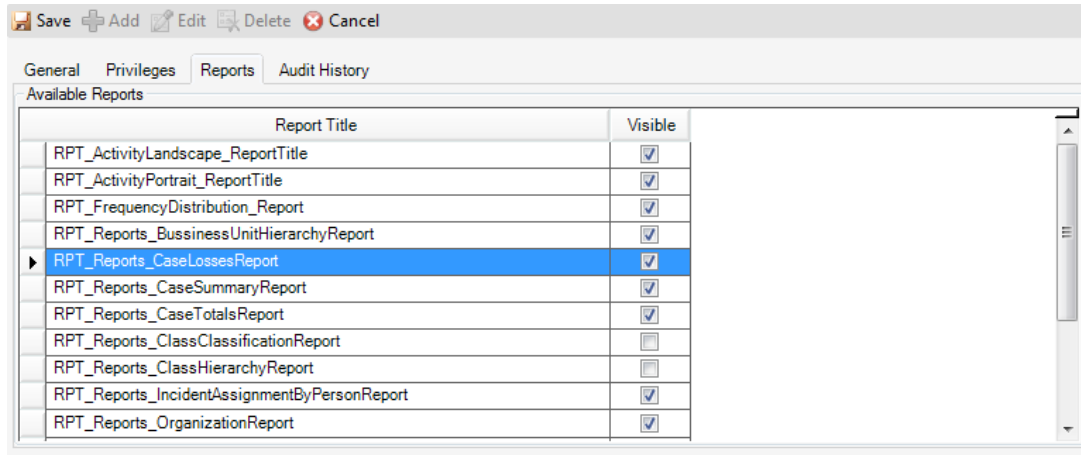 Save Add Edit Delete Cancel
General Privileges Reports Audit History
Available Reports
Report Title Visible
RPT_ActivityLandscape_ReportTitle
RPT_ActivityPortrait_ReportTitle
RPT_FrequencyDistribution_Report
RPT_Reports_BussinessUnitHierarchyReport
RPT_Reports_CaseLossesReport
RPT_Reports_CaseSummaryReport
RPT_Reports_CaseTotalsReport
RPT_Reports_ClassClassificationReport
RPT_Reports_ClassHierarchyReport
RPT_Reports_IncidentAssignmentByPersonReport
RPT_Reports_OrganizationReport